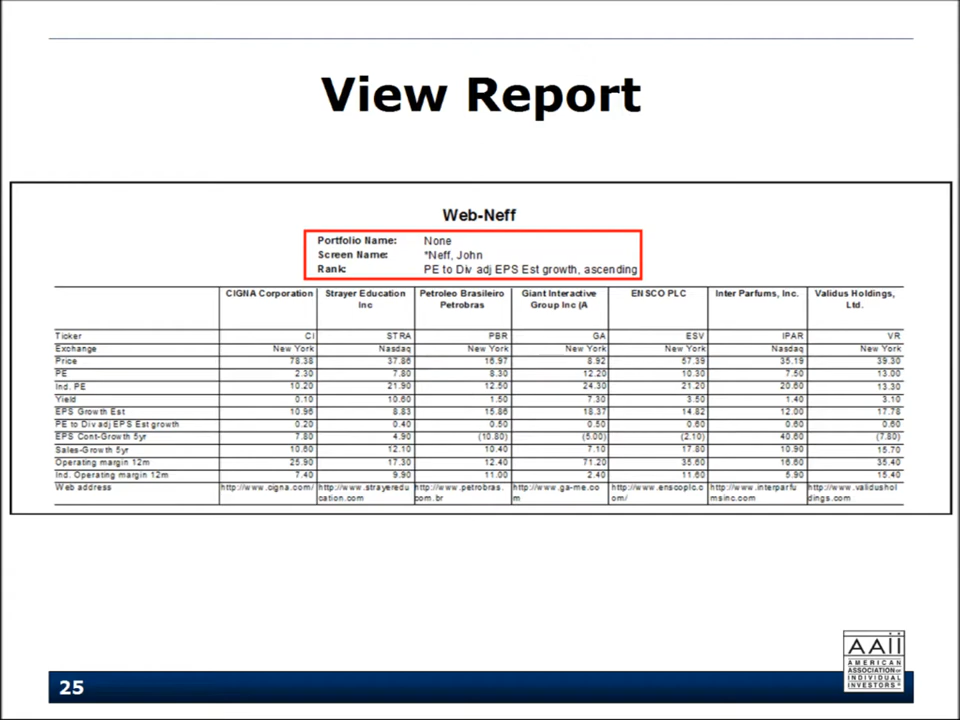 View Report
Web-Neff
Portfolio Name: None
Screen Name: *Neff, John
Rank: PE to Div adj EPS Est growth, ascending
CIGNA Corporation Strayer Education Inc Petroleo Brasileiro Petrobras Giant Interactive Group Inc (A ENSCO PLC Inter Parfums, Inc. Validus Holdings, Ltd.
Ticker CI STRA PBR GA ESV IPAR VR
Exchange New York Nasdaq New York New York New York Nasdaq New York
Price 78.38 37.86 16.97 8.92 57.39 35.19 39.30
PE 2.30 7.80 8.30 12.20 10.30 7.50 13.00
Ind. PE 10.20 21.90 12.50 24.30 21.20 20.60 13.30
Yield 0.10 10.60 1.50 7.30 3.50 1.40 3.10
EPS Growth Est 10.96 8.83 15.86 18.37 14.82 12.00 17.78
PE to Div adj EPS Est growth 0.20 0.40 0.50 0.50 0.60 0.60 0.60
EPS Cont-Growth 5yr 7.80 4.90 (10.80) (5.00) (2.10) 40.60 (7.80)
Sales-Growth 5yr 10.60 12.10 10.40 7.10 17.80 10.90 15.70
Operating margin 12m 25.90 17.30 12.40 71.20 35.60 16.60 35.40
Ind. Operating margin 12m 7.40 9.90 11.00 2.40 11.60 5.90 15.40
Web address http://www.cigna.com/ http://www.strayeredu http://www.petrobras. http://www.ga-me.co http://www.enscoplc.c http://www.interparfu http://www.validushol
cation.com com.br m om/ msinc.com dings.com
25
AAII
AMERICAN
ASSOCIATION OF
INDIVIDUAL
INVESTORS®